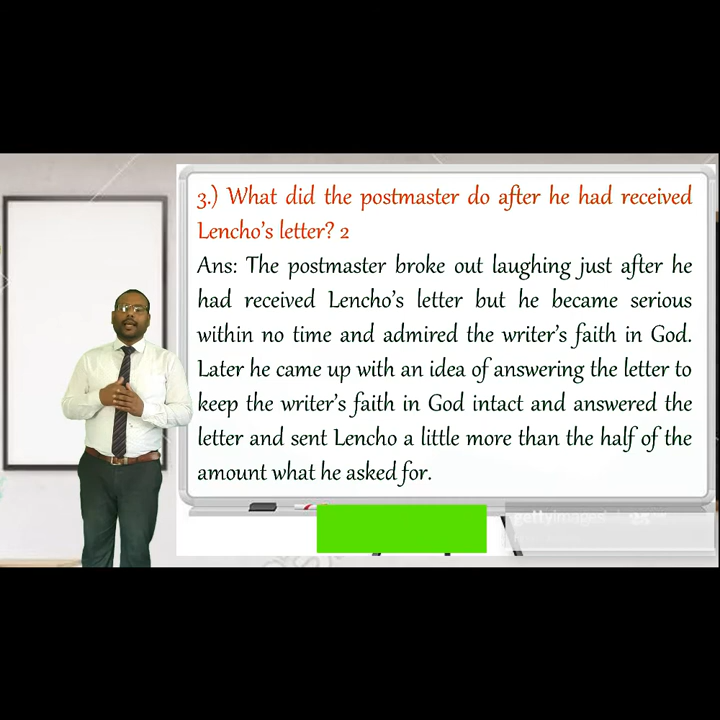 3.) What did the postmaster do after he had received
Lencho's letter? 2
Ans: The postmaster broke out laughing just after he
had received Lencho's letter but he became serious
within no time and admired the writer's faith in God.
Later he came up with an idea of answering the letter to
keep the writer's faith in God intact and answered the
letter and sent Lencho a little more than the half of the
amount what he asked for.
gettyimages